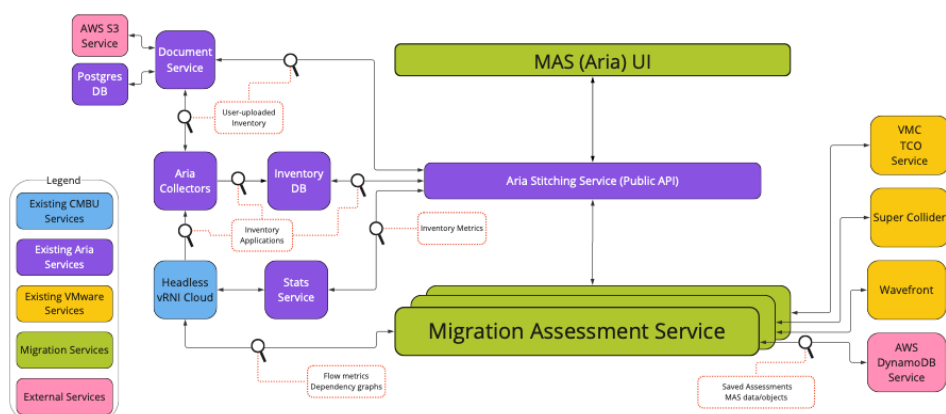 AWS S3
Service
Document
Service
Postgres
DB
User-uploaded
Inventory
MAS (Aria) UI
VMC
TCO
Service
Aria
Collectors
Inventory
DB
Aria Stitching Service (Public API)
Super Collider
Legend
Existing CMBU
Services
Existing Aria
Services
Existing VMware
Services
Migration Services
External Services
Inventory
Applications
Inventory Metrics
Headless
vRNI Cloud
Stats
Service
Wavefront
Migration Assessment Service
AWS
DynamoDB
Service
Flow metrics
Dependency graphs
Saved Assessments
MAS data/objects